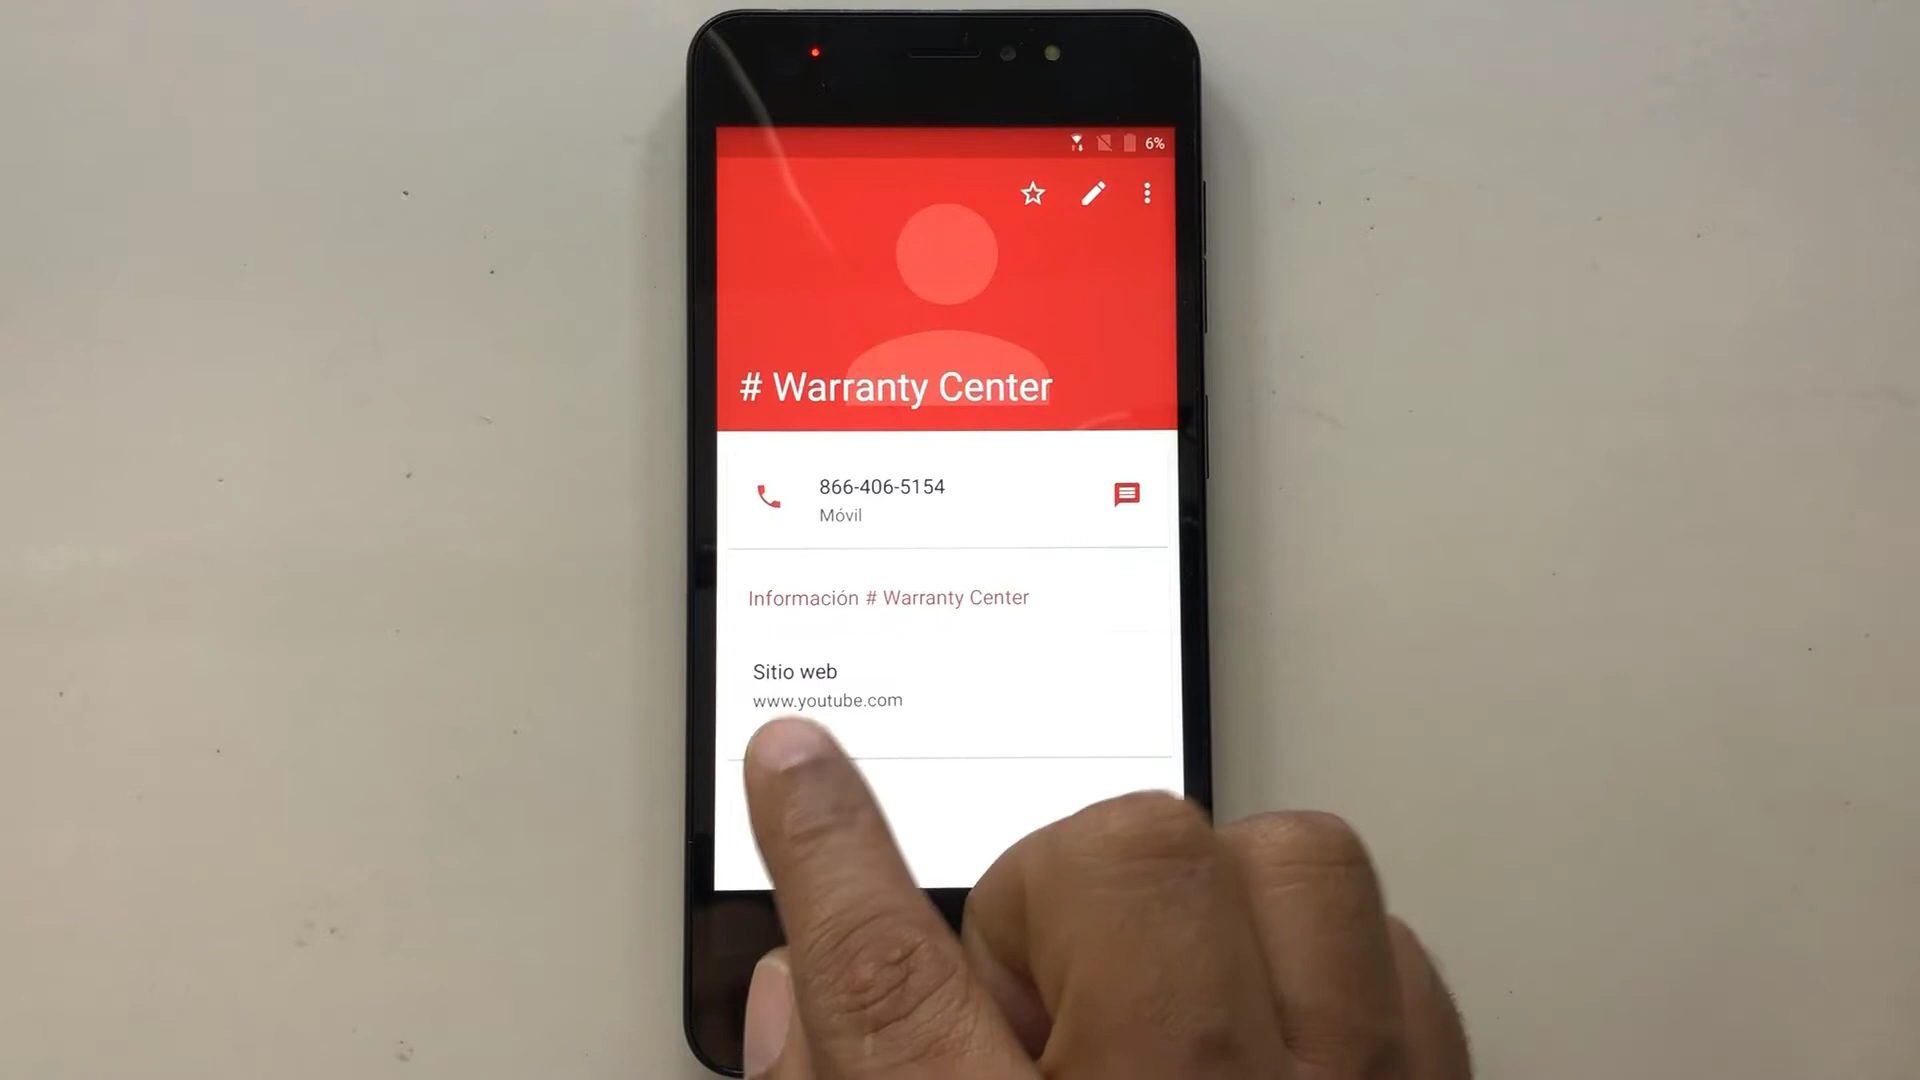 6%
# Warranty Center
866-406-5154
Móvil
Información # Warranty Center
Sitio web
www.youtube.com